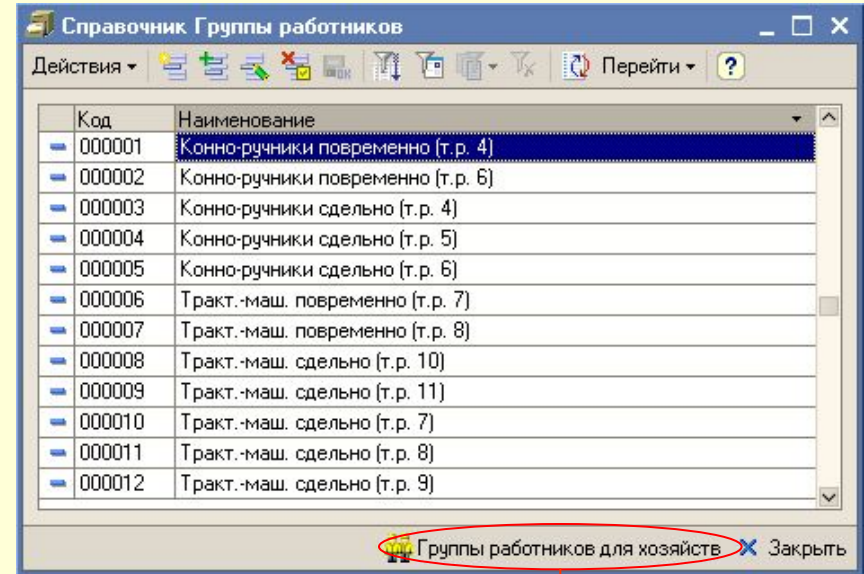 Справочник Группы работников
Действия Перейти ?
Код Наименование
000001 Конно-ручники повременно (т.р. 4)
000002 Конно-ручники повременно (т.р. 6)
000003 Конно-ручники сдельно (т.р. 4)
000004 Конно-ручники сдельно (т.р. 5)
000005 Конно-ручники сдельно (т.р. 6)
000006 Тракт.-маш. повременно (т.р. 7)
000007 Тракт.-маш. повременно (т.р. 8)
000008 Тракт.-маш. сдельно (т.р. 10)
000009 Тракт.-маш. сдельно (т.р. 11)
000010 Тракт.-маш. сдельно (т.р. 7)
000011 Тракт.-маш. сдельно (т.р. 8)
000012 Тракт.-маш. сдельно (т.р. 9)
Группы работников для хозяйств Закрыть